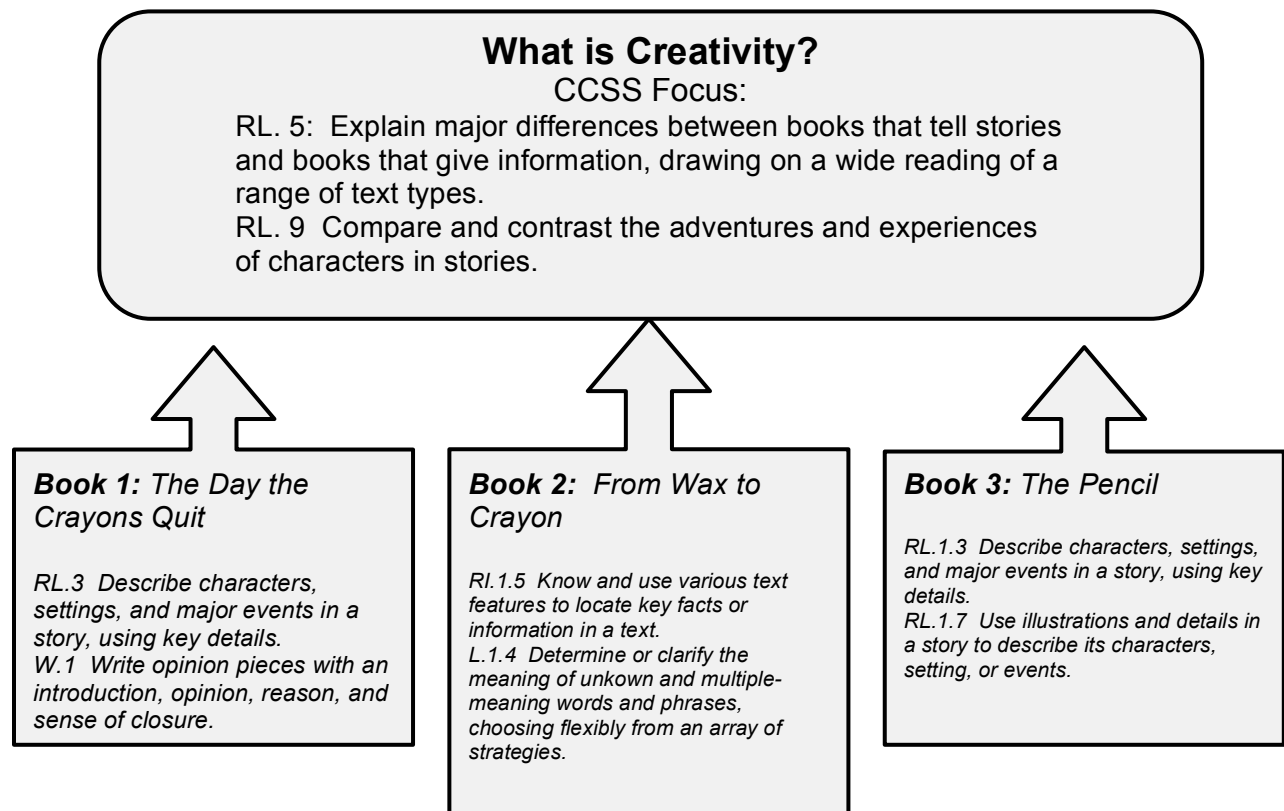 What is Creativity?
CCSS Focus:
RL. 5:  Explain major differences between books that tell stories
and books that give information, drawing on a wide reading of a
range of text types.
RL. 9  Compare and contrast the adventures and experiences
of characters in stories.
Book 1: The Day the
Crayons Quit
RL.3  Describe characters,
settings, and major events in a
story, using key details.
W.1  Write opinion pieces with an
introduction, opinion, reason, and
sense of closure.
Book 2:  From Wax to
Crayon
RI.1.5  Know and use various text
features to locate key facts or
information in a text.
L.1.4  Determine or clarify the
meaning of unkown and multiple-
meaning words and phrases,
choosing flexibly from an array of
strategies.
Book 3: The Pencil
RL.1.3  Describe characters, settings,
and major events in a story, using key
details.
RL.1.7  Use illustrations and details in
a story to describe its characters,
setting, or events.